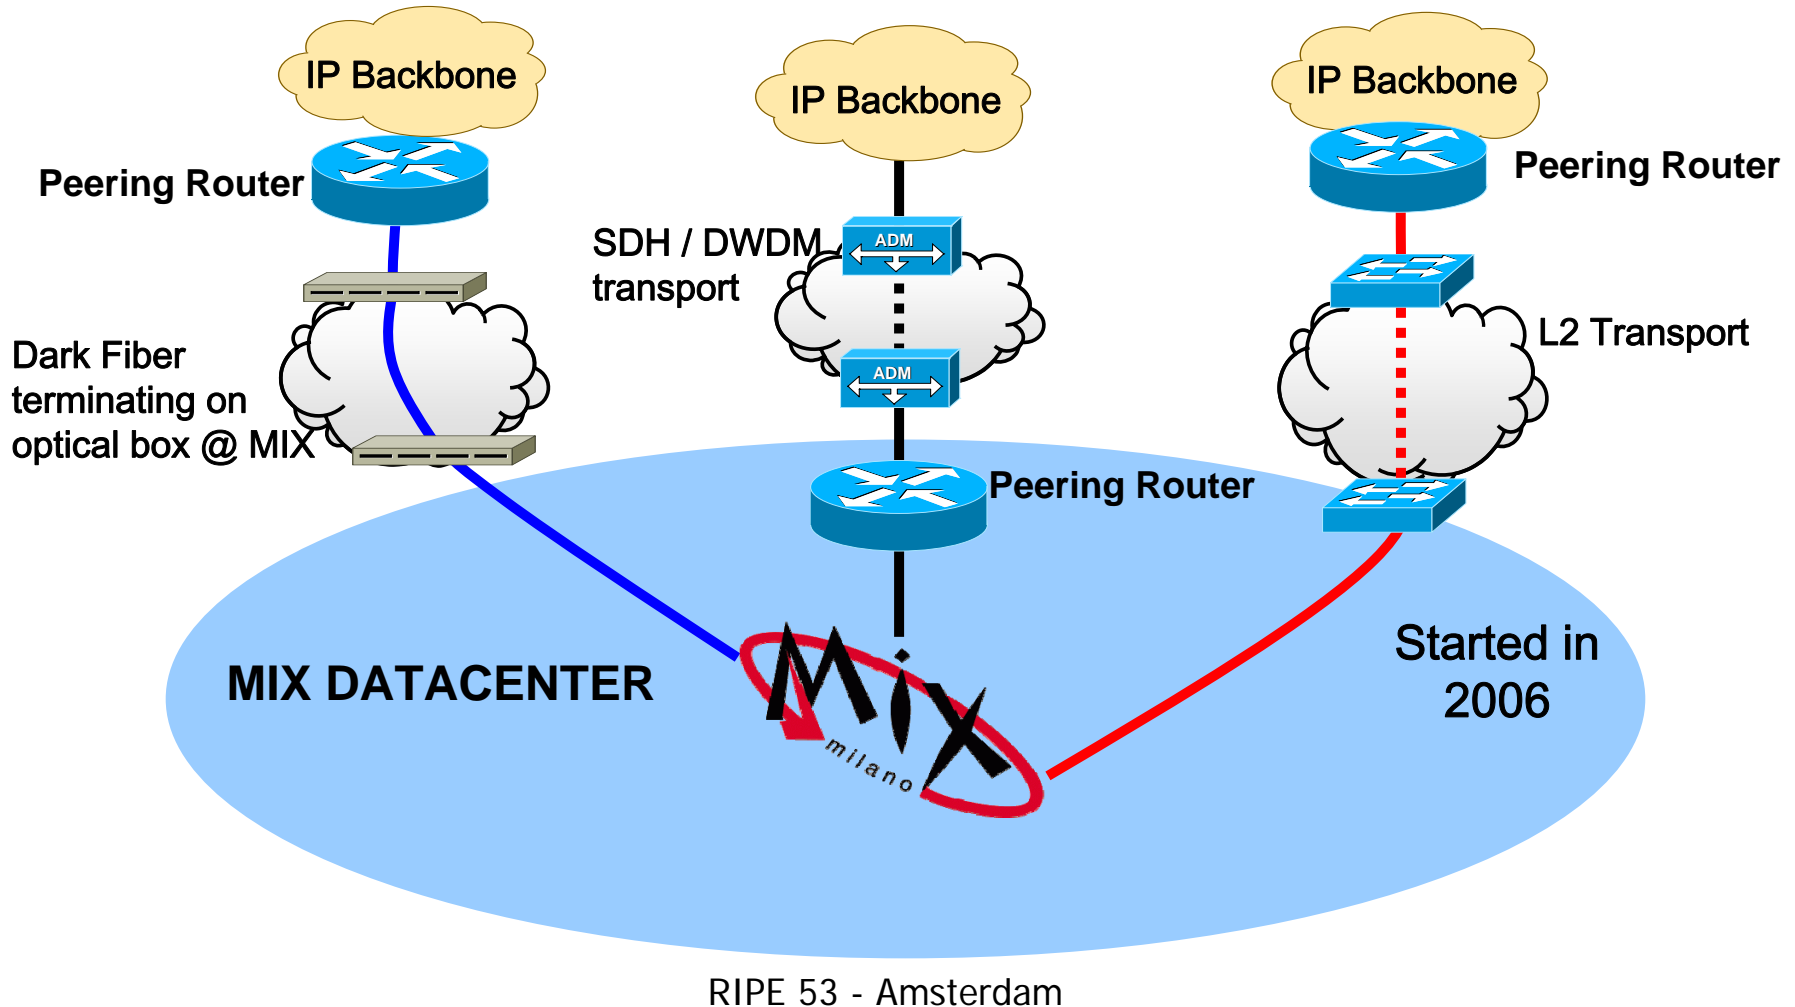 IP Backbone
IP Backbone
IP Backbone
Peering Router
Peering Router
SDH / DWDM
transport
ADM
ADM
L2 Transport
Dark Fiber
terminating on
optical box @ MIX
Peering Router
MIX DATACENTER
MiX
milano
Started in
2006
RIPE 53 - Amsterdam